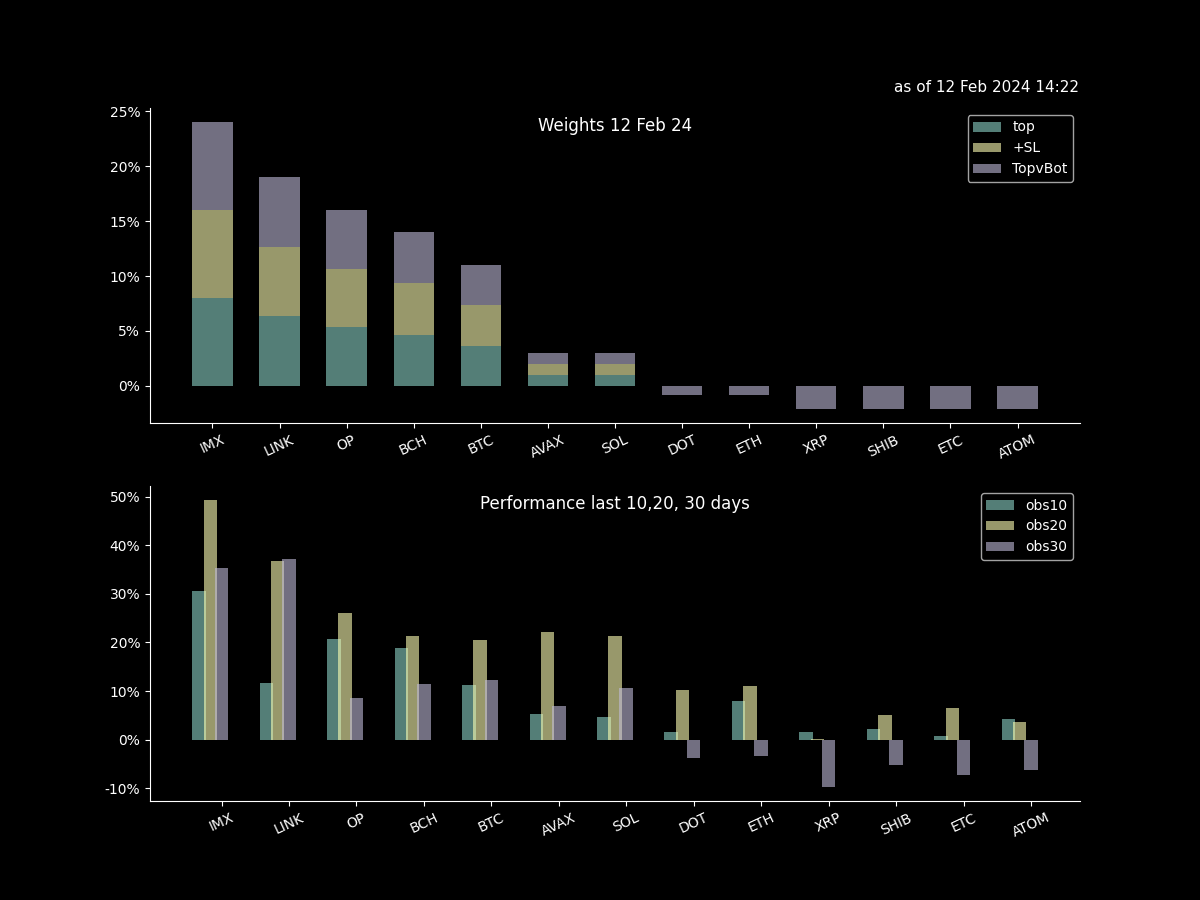 as of 12 Feb 2024 14:22
Weights 12 Feb 24
top
+SL
TopvBot
25%
20%
15%
10%
5%
0%
IMX LINK OP BCH BTC AVAX SOL DOT ETH XRP SHIB ETC ATOM
Performance last 10,20, 30 days
obs10
obs20
obs30
50%
40%
30%
20%
10%
0%
-10%
IMX LINK OP BCH BTC AVAX SOL DOT ETH XRP SHIB ETC ATOM